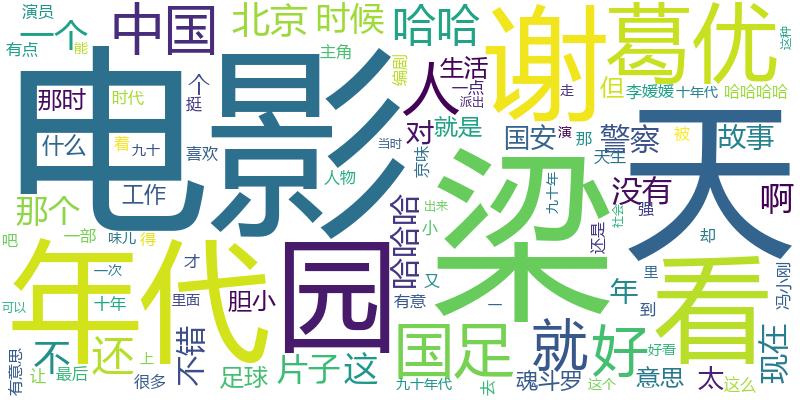 演员
一个
有点
中国
北京
时候
哈哈
谢
葛优
这种
能
主角
编剧
电影
那时
时代
个
挺
人
生活
一点
派出
走
但
李媛媛
十年代
哈哈哈哈
什么
着
九十
喜欢
当时
对
就是
国安
演
那
警察
被
故事
天生
工作
人物
京味
梁
天
九十年
没有
强
啊
那个
哈哈哈
出来
小
社会
还是
却
吧
一部
味儿
得
年代
园
才
一次
又
年
里
到
冯小刚
可以
十年
里面
胆小
有意
一
看
现在
有意思
不
还
上
不错
国足
就
好
好看
让
最后
很多
足球
片子
这
九十年代
去
魂斗罗
这个
意思
太
这么